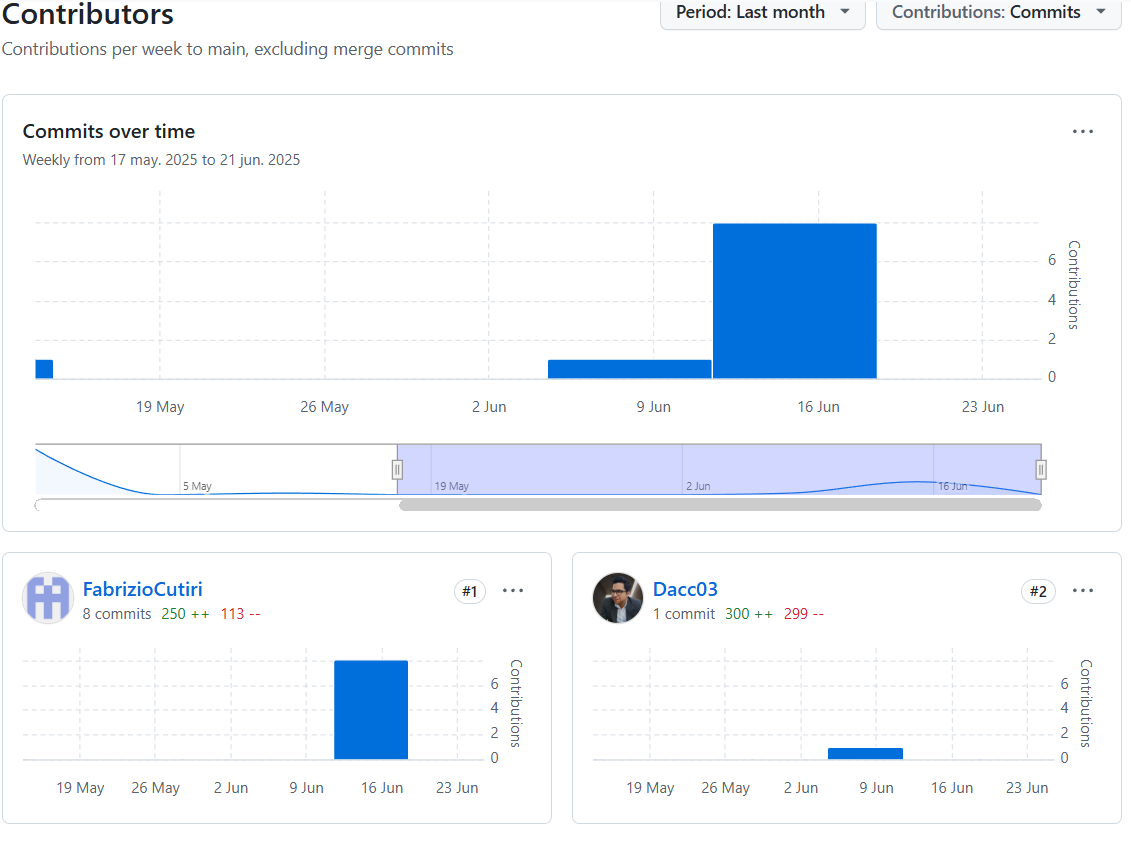 Contributors
Period: Last month
Contributions: Commits
Contributions per week to main, excluding merge commits
Commits over time
Weekly from 17 may. 2025 to 21 jun. 2025
6
4
2
0
Contributions
19 May 26 May 2 Jun 9 Jun 16 Jun 23 Jun
5 May 19 May 2 Jun 16 Jun
FabrizioCutiri
#1
8 commits 250 ++ 113 --
6
4
2
0
Contributions
19 May 26 May 2 Jun 9 Jun 16 Jun 23 Jun
Dacc03
#2
1 commit 300 ++ 299 --
6
4
2
0
Contributions
19 May 26 May 2 Jun 9 Jun 16 Jun 23 Jun